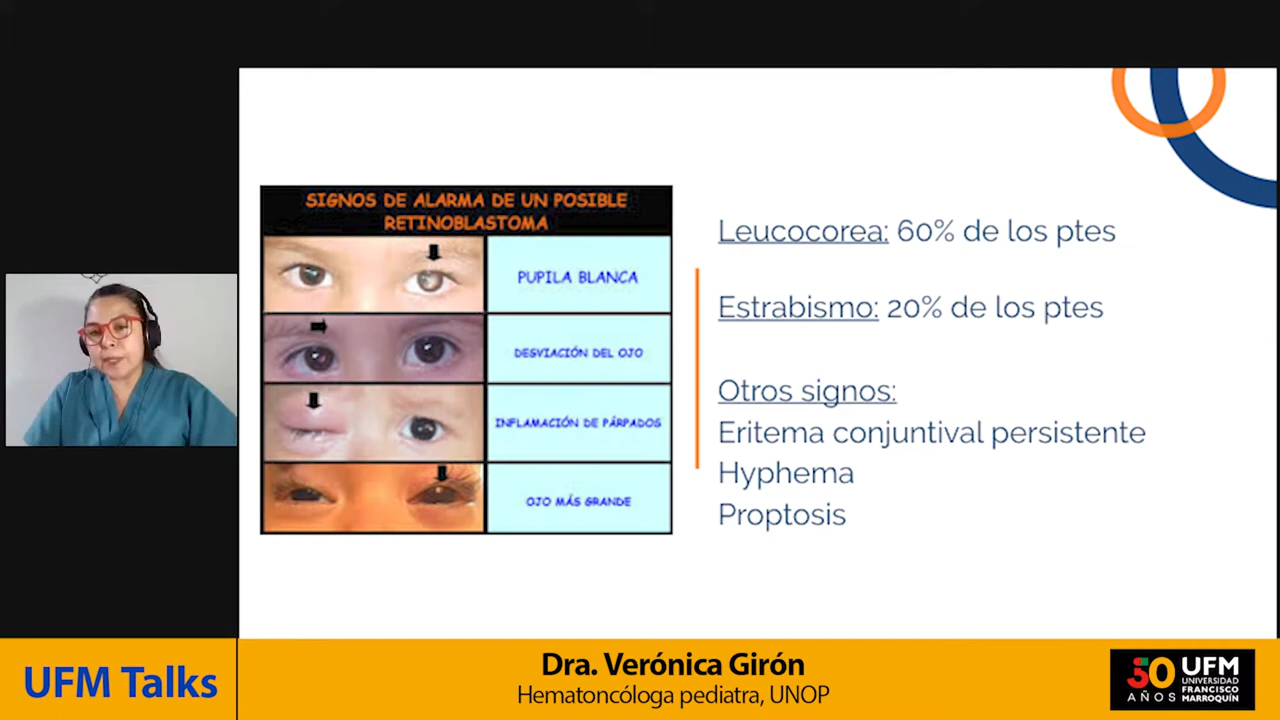 SIGNOS DE ALARMA DE UN POSIBLE
RETINOBLASTOMA
PUPILA BLANCA
DESVIACIÓN DEL OJO
INFLAMACIÓN DE PÁRPADOS
OJO MÁS GRANDE
Leucocorea: 60% de los ptes
Estrabismo: 20% de los ptes
Otros signos:
Eritema conjuntival persistente
Hyphema
Proptosis
UFM Talks
Dra. Verónica Girón
Hematoncóloga pediatra, UNOP
50
AÑOS
UFM
UNIVERSIDAD
FRANCISCO
MARROQUÍN